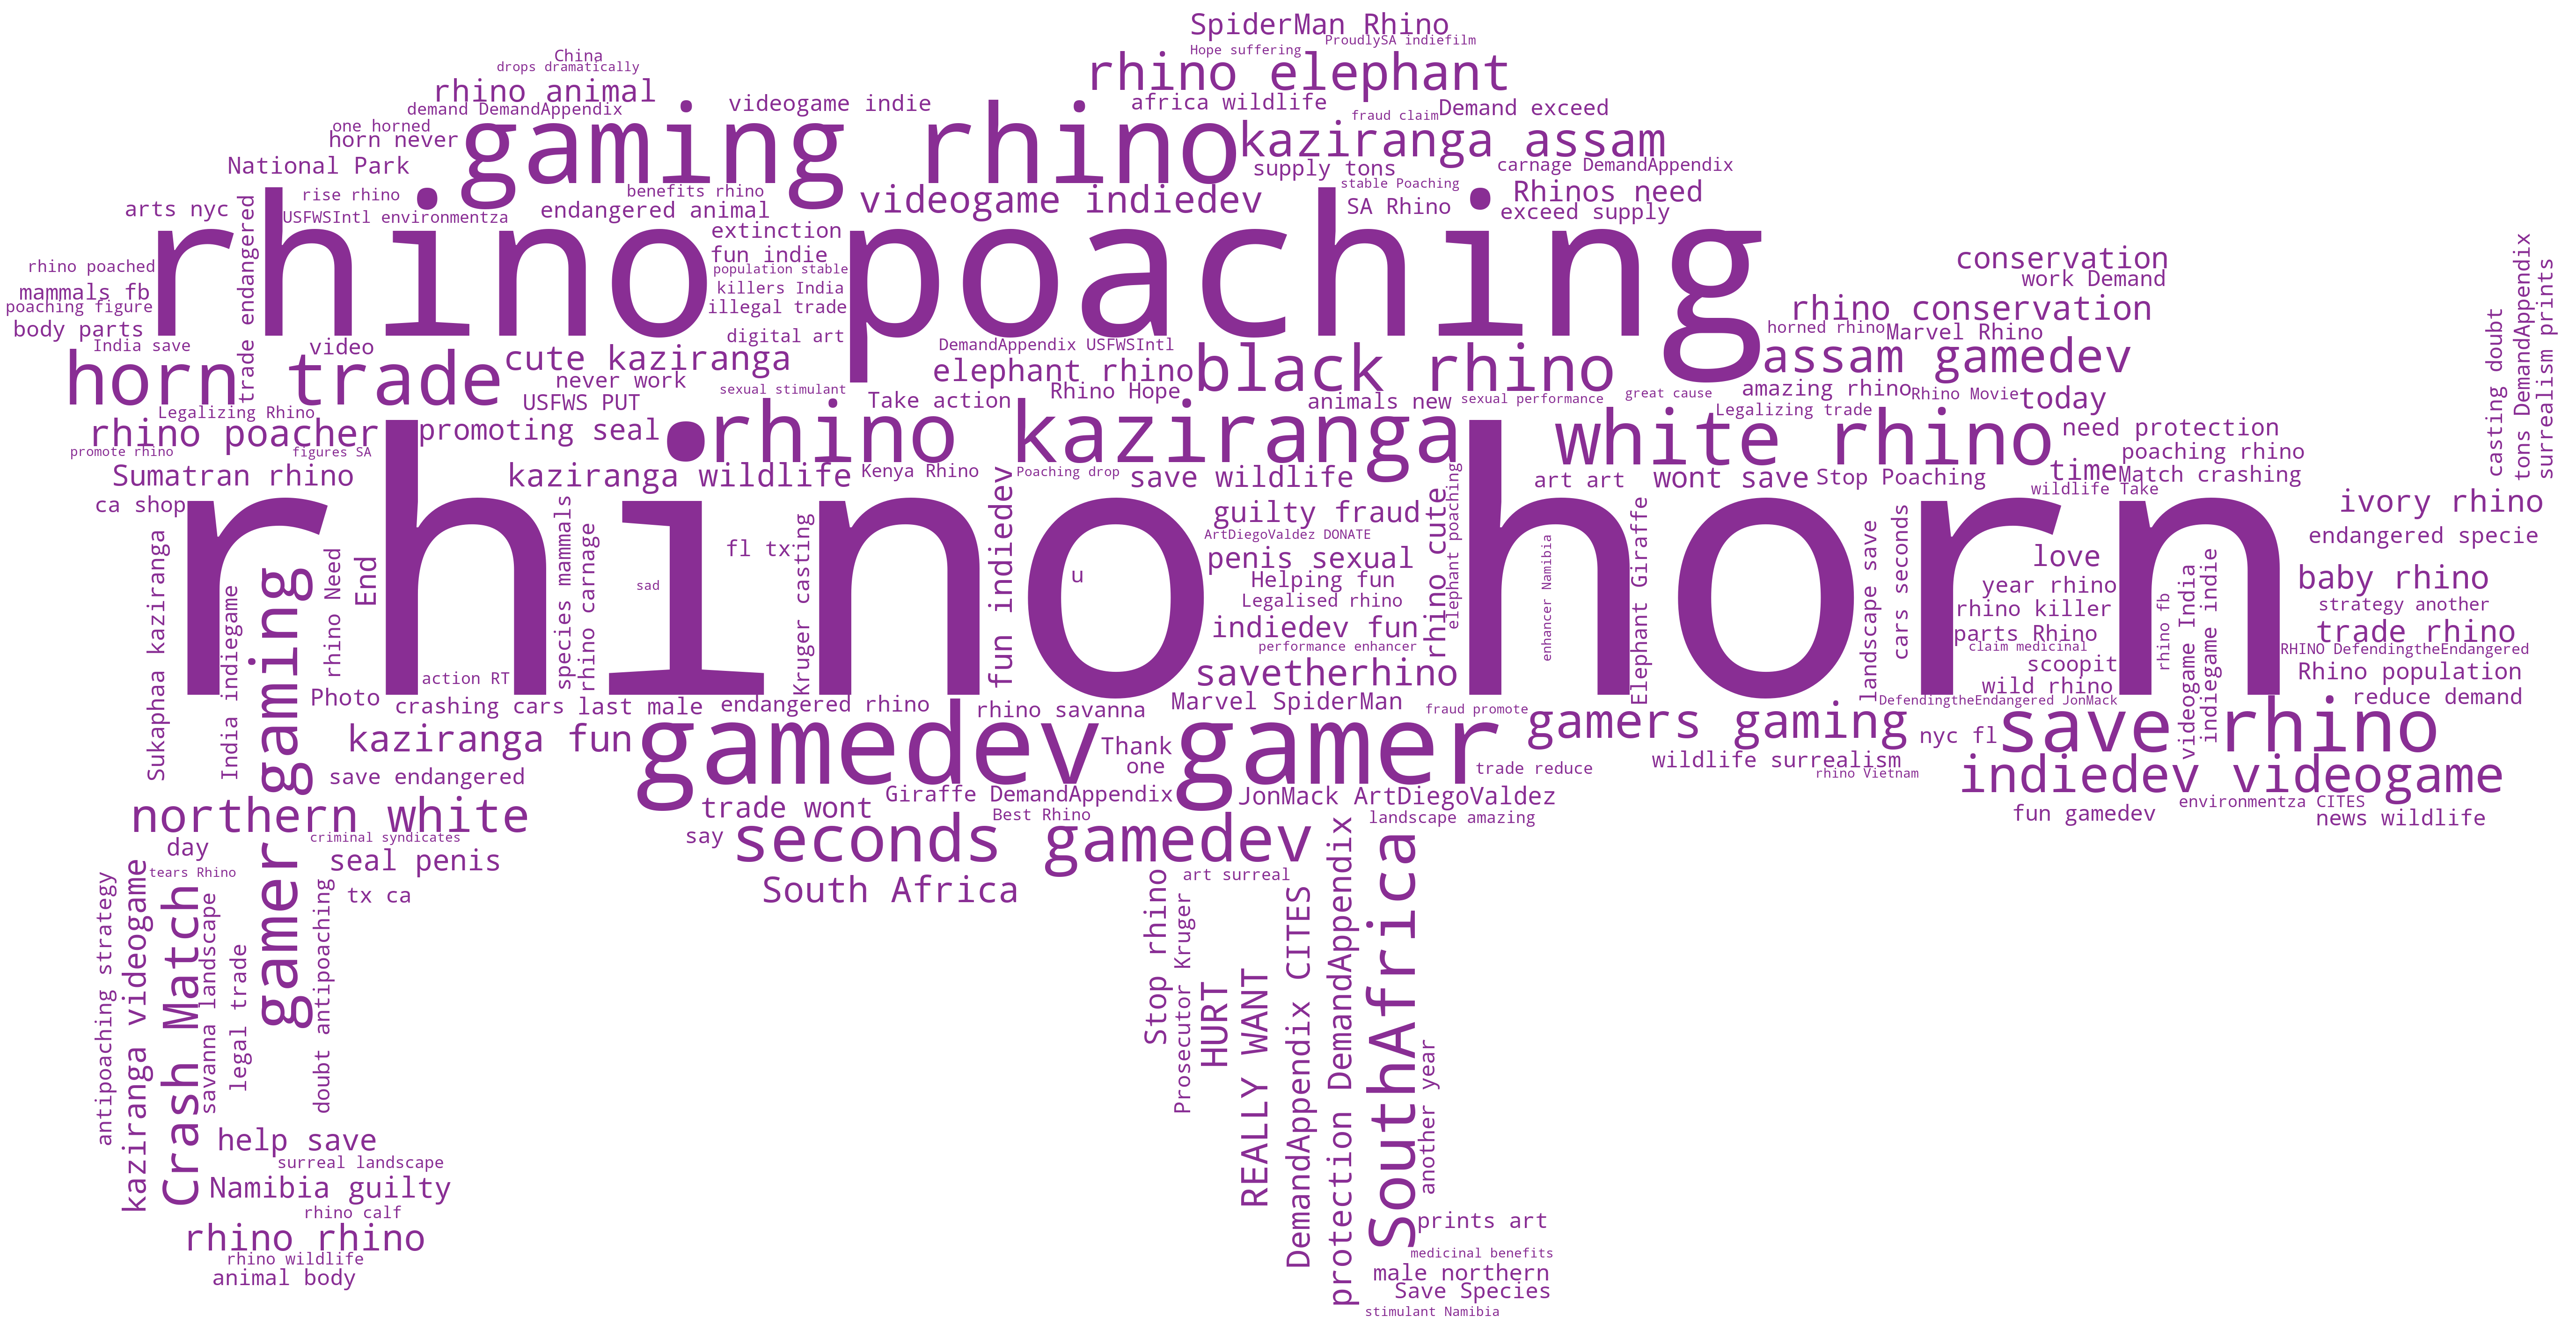 SpiderMan Rhino
ProudlySA indiefilm
Hope suffering
China
drops dramatically
rhino elephant
rhino animal
demand DemandAppendix
videogame indie
africa wildlife
Demand exceed
fraud claim
one horned
horn never
gaming rhino
kaziranga assam
National Park
supply tons
carnage DemandAppendix
rise rhino
benefits rhino
stable Poaching
Rhinos need
arts nyc
USFWSIntl environmentza
endangered animal
videogame indiedev
SA Rhino
exceed supply
trade endangered
extinction
fun indie
rhino poaching
conservation
rhino poached
population stable
work Demand
mammals fb
killers India
poaching figure
illegal trade
rhino conservation
body parts
digital art
horned rhino
Marvel Rhino
India save
video
DemandAppendix USFWSIntl
casting doubt
tons DemandAppendix
surrealism prints
horn trade
cute kaziranga
elephant rhino
black rhino
assam gamedev
never work
sexual stimulant
Rhino Hope
amazing rhino
Rhino Movie
today
USFWS PUT
Take action
animals new
sexual performance
great cause
Legalizing Rhino
Legalizing trade
rhino poacher
promoting seal
rhino kaziranga
white rhino
need protection
promote rhino
figures SA
poaching rhino
Sumatran rhino
kaziranga wildlife
Kenya Rhino
Poaching drop
save wildlife
art art
wont save
Stop Poaching
time
Match crashing
wildlife Take
ca shop
ivory rhino
guilty fraud
endangered specie
ArtDiegoValdez DONATE
rhino horn
fl tx
penis sexual
love
sad
u
Helping fun
year rhino
baby rhino
Legalised rhino
rhino killer
strategy another
indiedev fun
parts Rhino
trade rhino
performance enhancer
claim medicinal
RHINO DefendingtheEndangered
savetherhino
scoopit
Rhino population
action RT
wild rhino
Photo
crashing cars
last male
endangered rhino
rhino savanna
Marvel SpiderMan
fraud promote
DefendingtheEndangered JonMack
reduce demand
Sukaphaa kaziranga
India indiegame
gamer gaming
rhino Need
End
species mammals
rhino carnage
Kruger casting
fun indiedev
rhino cute
elephant poaching
enhancer Namibia
Elephant Giraffe
landscape save
cars seconds
rhino fb
videogame India
indiegame indie
kaziranga fun
gamedev gamer
gamers gaming
nyc fl
save rhino
Thank
one
save endangered
trade reduce
wildlife surrealism
rhino Vietnam
indiedev videogame
northern white
trade wont
Giraffe DemandAppendix
JonMack ArtDiegoValdez
environmentza CITES
fun gamedev
news wildlife
criminal syndicates
say
seconds gamedev
Best Rhino
landscape amazing
day
seal penis
tears Rhino
art surreal
tx ca
South Africa
antipoaching strategy
kaziranga videogame
Crash Match
savanna landscape
legal trade
doubt antipoaching
Stop rhino
Prosecutor Kruger
HURT
REALLY WANT
DemandAppendix CITES
protection DemandAppendix
SouthAfrica
another year
help save
surreal landscape
Namibia guilty
rhino calf
prints art
rhino rhino
medicinal benefits
rhino wildlife
male northern
animal body
Save Species
stimulant Namibia